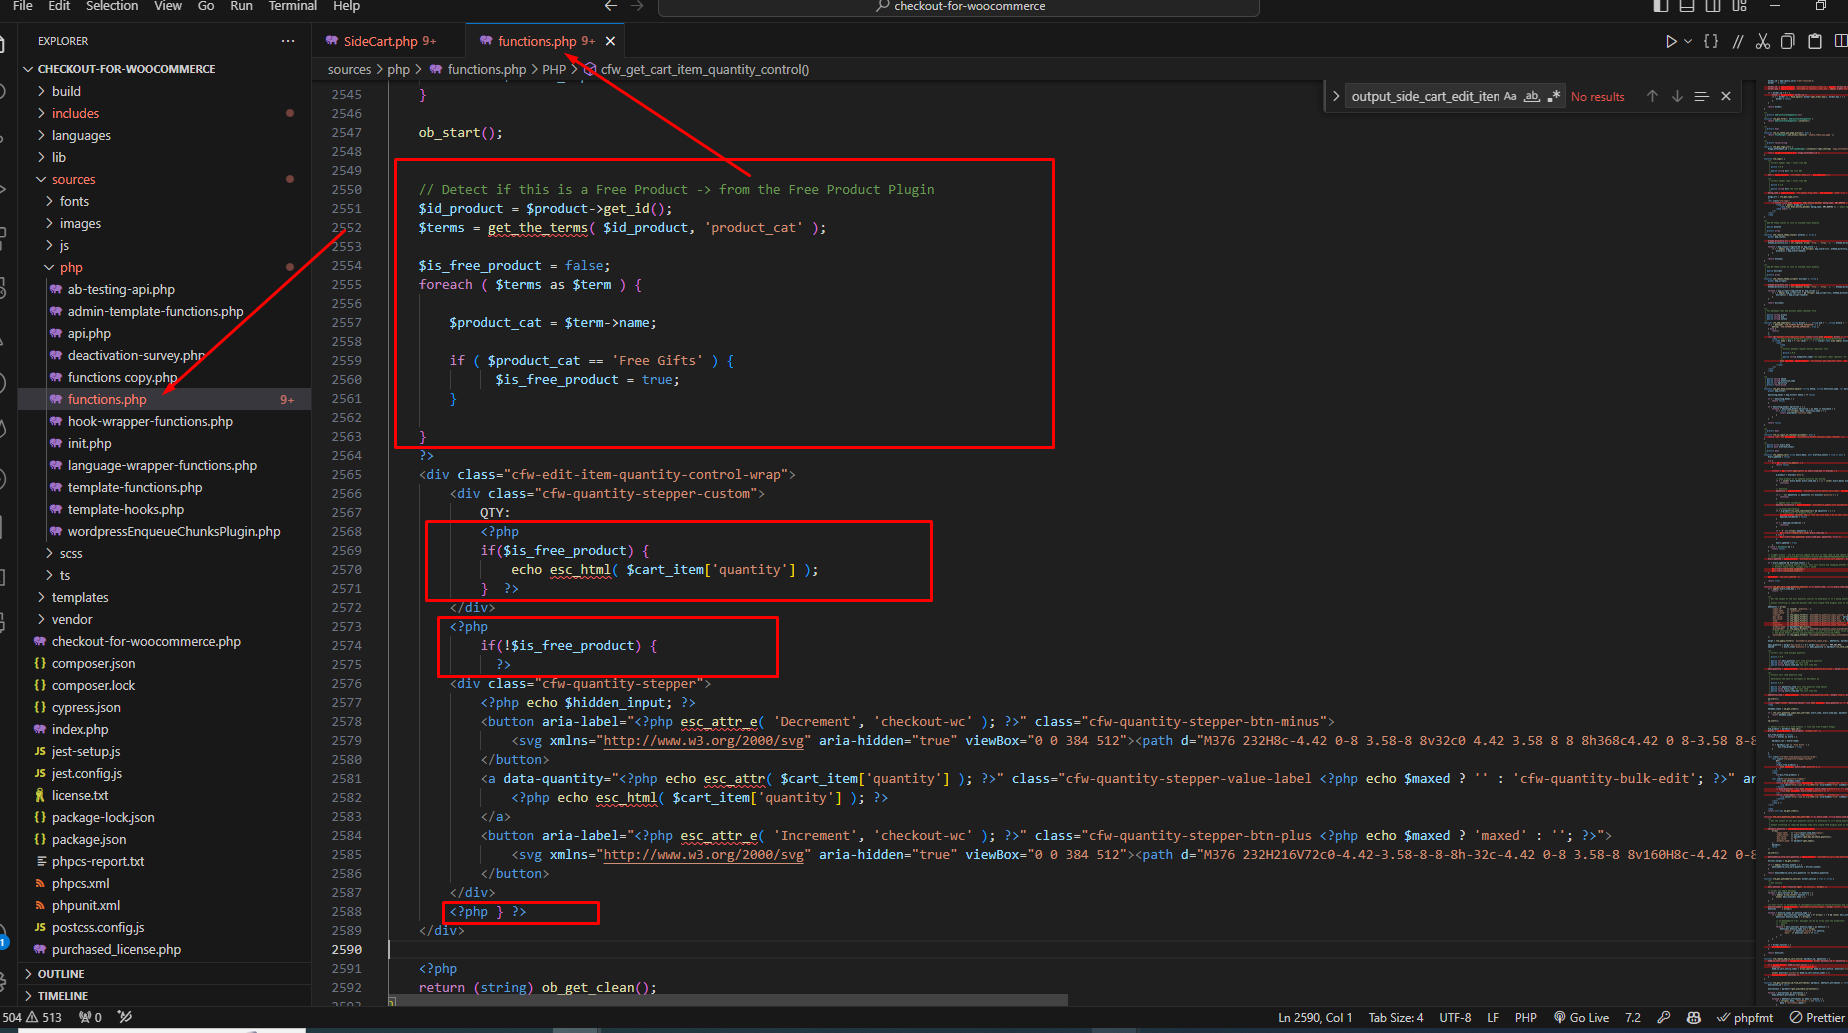 File Edit Selection View Go Run Terminal Help
checkout-for-woocommerce
EXPLORER
SideCart.php 9+
functions.php 9+
CHECKOUT-FOR-WOOCOMMERCE
sources > php > functions.php > PHP > cfw_get_cart_item_quantity_control()
output_side_cart_edit_item Aa ab No results
build
includes
languages
lib
sources
fonts
images
js
php
ab-testing-api.php
admin-template-functions.php
api.php
deactivation-survey.php
functions copy.php
functions.php 9+
hook-wrapper-functions.php
init.php
language-wrapper-functions.php
template-functions.php
template-hooks.php
wordpressEnqueueChunksPlugin.php
scss
ts
templates
vendor
checkout-for-woocommerce.php
composer.json
composer.lock
cypress.json
index.php
JS jest-setup.js
JS jest.config.js
license.txt
package-lock.json
package.json
phpcs-report.txt
phpcs.xml
phpunit.xml
JS postcss.config.js
purchased_license.php
OUTLINE
TIMELINE
2545 }
2546
2547 ob_start();
2548
2549
2550 // Detect if this is a Free Product -> from the Free Product Plugin
2551 $id_product = $product->get_id();
2552 $terms = get_the_terms( $id_product, 'product_cat' );
2553
2554 $is_free_product = false;
2555 foreach ( $terms as $term ) {
2556
2557 $product_cat = $term->name;
2558
2559 if ( $product_cat == 'Free Gifts' ) {
2560 $is_free_product = true;
2561 }
2562
2563 }
2564 ?>
2565 <div class="cfw-edit-item-quantity-control-wrap">
2566 <div class="cfw-quantity-stepper-custom">
2567 QTY:
2568 <?php
2569 if($is_free_product) {
2570 echo esc_html( $cart_item['quantity'] );
2571 } ?>
2572 </div>
2573 <?php
2574 if(!$is_free_product) {
2575 ?>
2576 <div class="cfw-quantity-stepper">
2577 <?php echo $hidden_input; ?>
2578 <button aria-label="<?php esc_attr_e( 'Decrement', 'checkout-wc' ); ?>" class="cfw-quantity-stepper-btn-minus">
2579 <svg xmlns="http://www.w3.org/2000/svg" aria-hidden="true" viewBox="0 0 384 512"><path d="M376 232H8c-4.42 0-8 3.58-8 8v32c0 4.42 3.58 8 8 8h368c4.42 0 8-3.58 8-8
2580 </button>
2581 <a data-quantity="<?php echo esc_attr( $cart_item['quantity'] ); ?>" class="cfw-quantity-stepper-value-label <?php echo $maxed ? '' : 'cfw-quantity-bulk-edit'; ?>" ar
2582 <?php echo esc_html( $cart_item['quantity'] ); ?>
2583 </a>
2584 <button aria-label="<?php esc_attr_e( 'Increment', 'checkout-wc' ); ?>" class="cfw-quantity-stepper-btn-plus <?php echo $maxed ? 'maxed' : ''; ?>">
2585 <svg xmlns="http://www.w3.org/2000/svg" aria-hidden="true" viewBox="0 0 384 512"><path d="M376 232H216V72c0-4.42-3.58-8-8-8h-32c-4.42 0-8 3.58-8 8v160H8c-4.42 0-8
2586 </button>
2587 </div>
2588 <?php } ?>
2589 </div>
2590
2591 <?php
2592 return (string) ob_get_clean();
504 513 0
Ln 2590, Col 1 Tab Size: 4 UTF-8 LF PHP Go Live 7.2 phpfmt Prettier